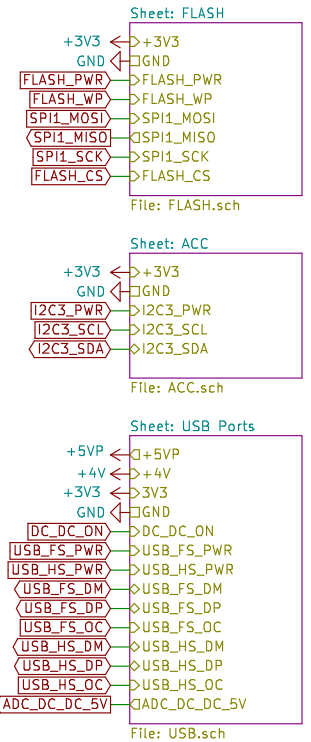 Sheet: FLASH
+3V3 +3V3
GND GND
FLASH_PWR FLASH_PWR
FLASH_WP FLASH_WP
SPI1_MOSI SPI1_MOSI
SPI1_MISO SPI1_MISO
SPI1_SCK SPI1_SCK
FLASH_CS FLASH_CS
File: FLASH.sch
Sheet: ACC
+3V3 +3V3
GND GND
I2C3_PWR I2C3_PWR
I2C3_SCL I2C3_SCL
I2C3_SDA I2C3_SDA
File: ACC.sch
Sheet: USB Ports
+5VP +5VP
+4V +4V
+3V3 3V3
GND GND
DC_DC_ON DC_DC_ON
USB_FS_PWR USB_FS_PWR
USB_HS_PWR USB_HS_PWR
USB_FS_DM USB_FS_DM
USB_FS_DP USB_FS_DP
USB_FS_OC USB_FS_OC
USB_HS_DM USB_HS_DM
USB_HS_DP USB_HS_DP
USB_HS_OC USB_HS_OC
ADC_DC_DC_5V ADC_DC_DC_5V
File: USB.sch